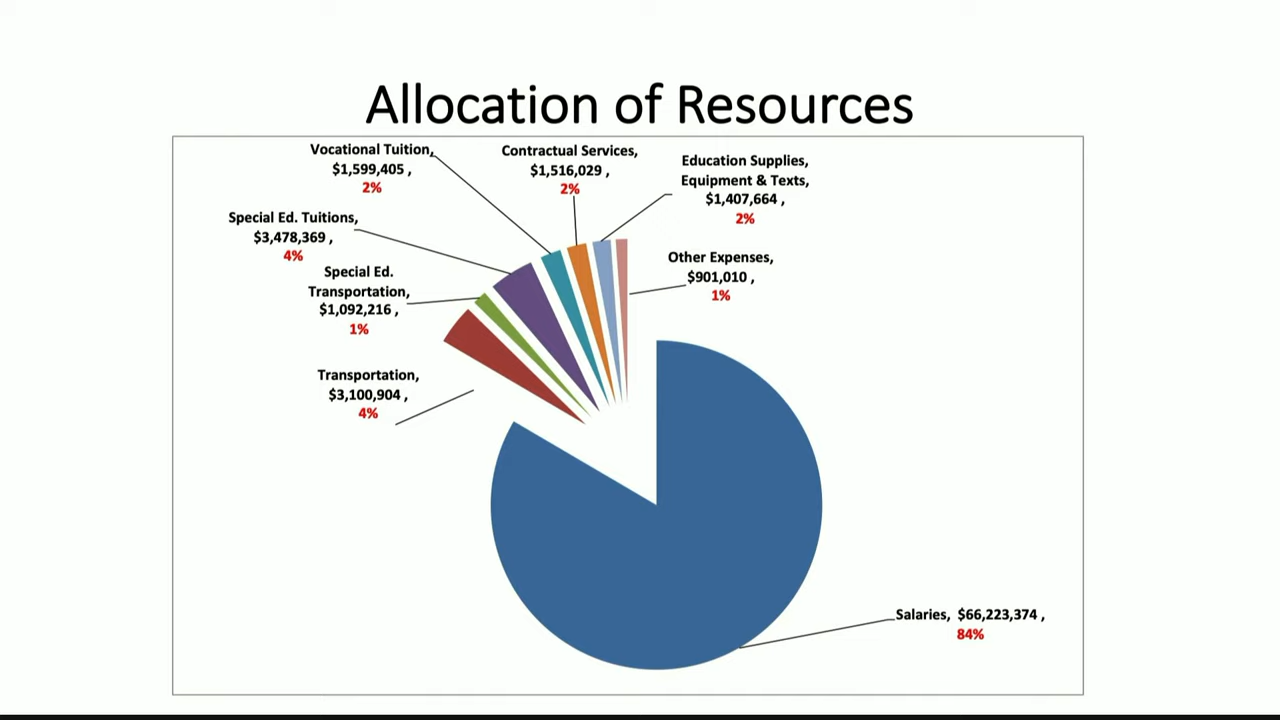 Allocation of Resources
Vocational Tuition,
$1,599,405 ,
2%
Contractual Services,
$1,516,029 ,
2%
Education Supplies,
Equipment & Texts,
$1,407,664 ,
2%
Special Ed. Tuitions,
$3,478,369 ,
4%
Other Expenses,
$901,010 ,
1%
Special Ed.
Transportation,
$1,092,216 ,
1%
Transportation,
$3,100,904 ,
4%
Salaries, $66,223,374 ,
84%